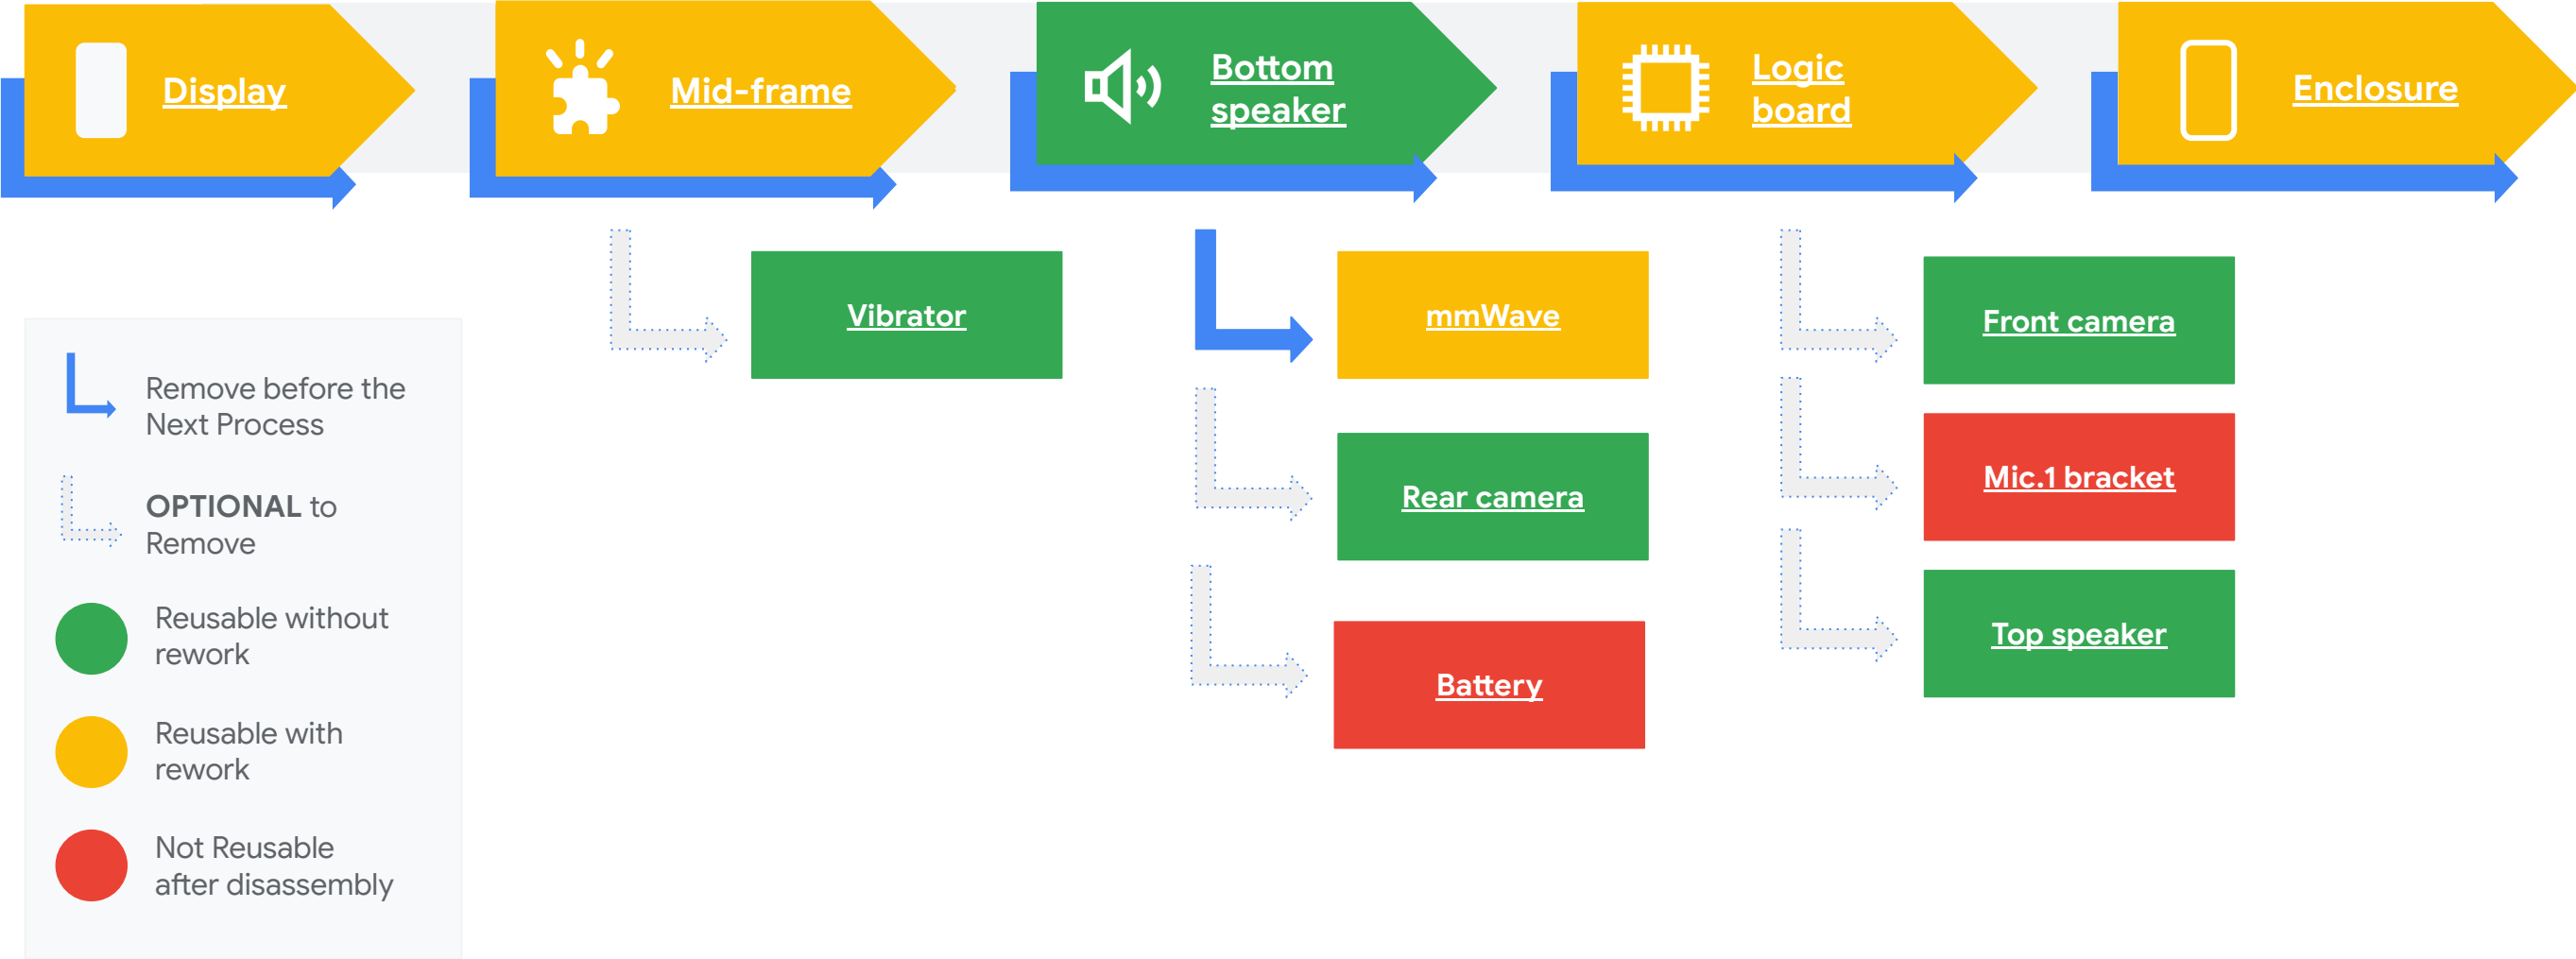 Display
Mid-frame
Bottom
speaker
Logic
board
Enclosure
Vibrator
mmWave
Rear camera
Battery
Front camera
Mic.1 bracket
Top speaker
Remove before the
Next Process
OPTIONAL to
Remove
Reusable without
rework
Reusable with
rework
Not Reusable
after disassembly